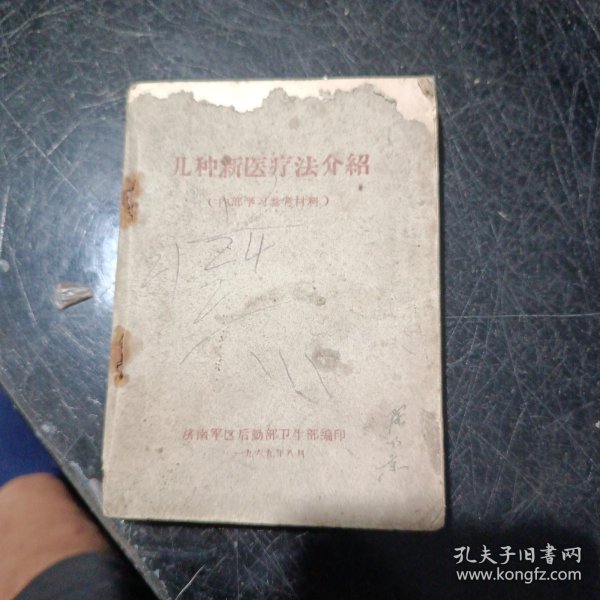 几种新医疗法介紹
（内部学习参考材料）
124
济南军区后勤部卫生部编印
一九六九年八月
孔夫子旧书网
www.kongfz.com